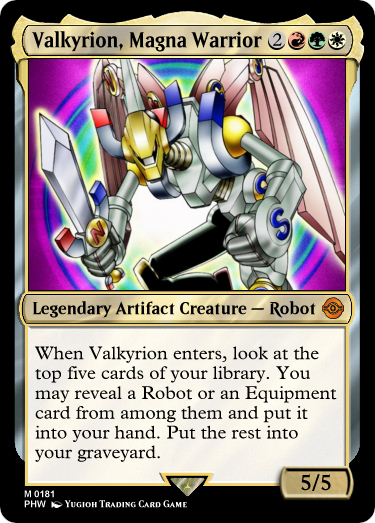 Valkyrion, Magna Warrior 2
N
S
Legendary Artifact Creature — Robot
When Valkyrion enters, look at the
top five cards of your library. You
may reveal a Robot or an Equipment
card from among them and put it
into your hand. Put the rest into
your graveyard.
5/5
M 0181
PHW Yugioh Trading Card Game